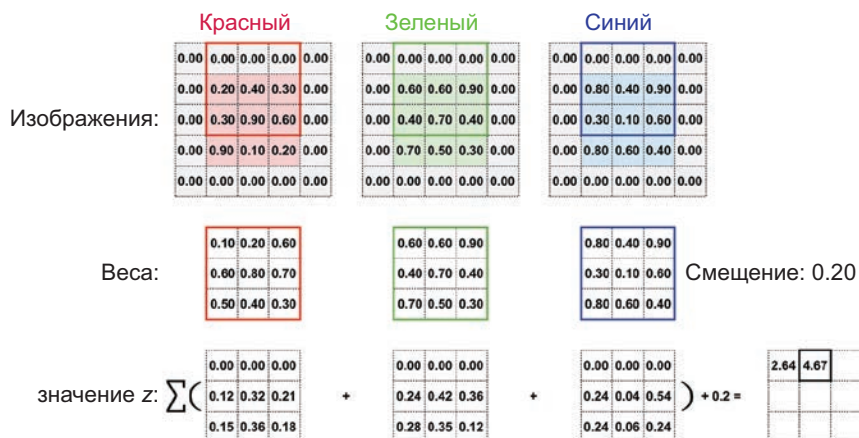 Красный Зеленый Синий
0.00 0.00 0.00 0.00 0.00 0.00 0.00 0.00 0.00 0.00 0.00 0.00 0.00 0.00 0.00
0.00 0.20 0.40 0.30 0.00 0.00 0.60 0.60 0.90 0.00 0.00 0.80 0.40 0.90 0.00
Изображения: 0.00 0.30 0.90 0.60 0.00 0.00 0.40 0.70 0.40 0.00 0.00 0.30 0.10 0.60 0.00
0.00 0.90 0.10 0.20 0.00 0.00 0.70 0.50 0.30 0.00 0.00 0.80 0.60 0.40 0.00
0.00 0.00 0.00 0.00 0.00 0.00 0.00 0.00 0.00 0.00 0.00 0.00 0.00 0.00 0.00
0.10 0.20 0.60 0.60 0.60 0.90 0.80 0.40 0.90
Веса: 0.60 0.80 0.70 0.40 0.70 0.40 0.30 0.10 0.60 Смещение: 0.20
0.50 0.40 0.30 0.70 0.50 0.30 0.80 0.60 0.40
0.00 0.00 0.00 0.00 0.00 0.00 0.00 0.00 0.00 2.64 4.67
значение z: ∑( 0.12 0.32 0.21 + 0.24 0.42 0.36 + 0.24 0.04 0.54 ) + 0.2 =
0.15 0.36 0.18 0.28 0.35 0.12 0.24 0.06 0.24